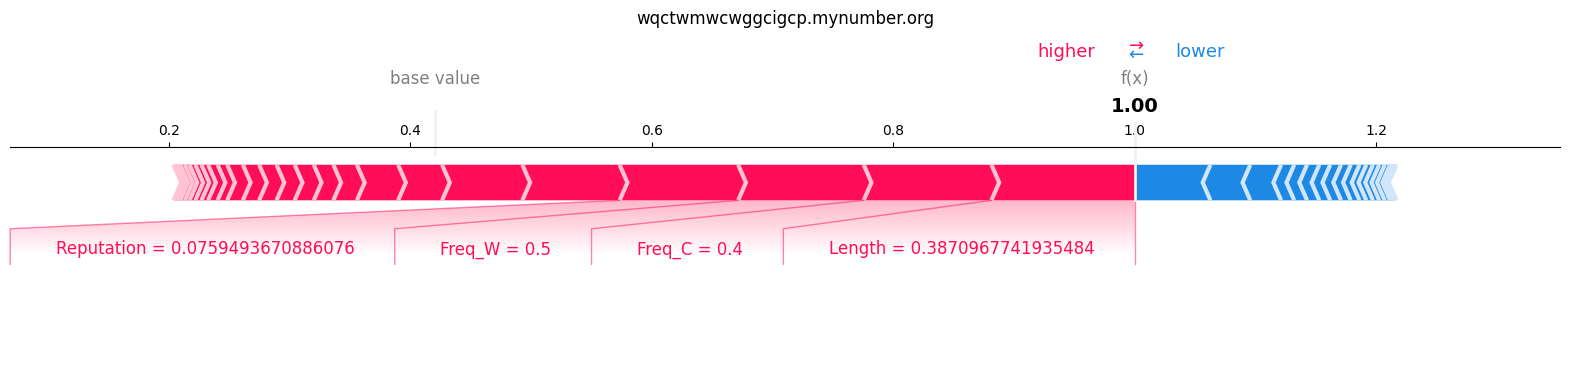 wqctwmwcwggcigcp.mynumber.org
higher ⇄ lower
base value f(x)
1.00
0.2 0.4 0.6 0.8 1.0 1.2
Reputation = 0.0759493670886076 Freq_W = 0.5 Freq_C = 0.4 Length = 0.3870967741935484